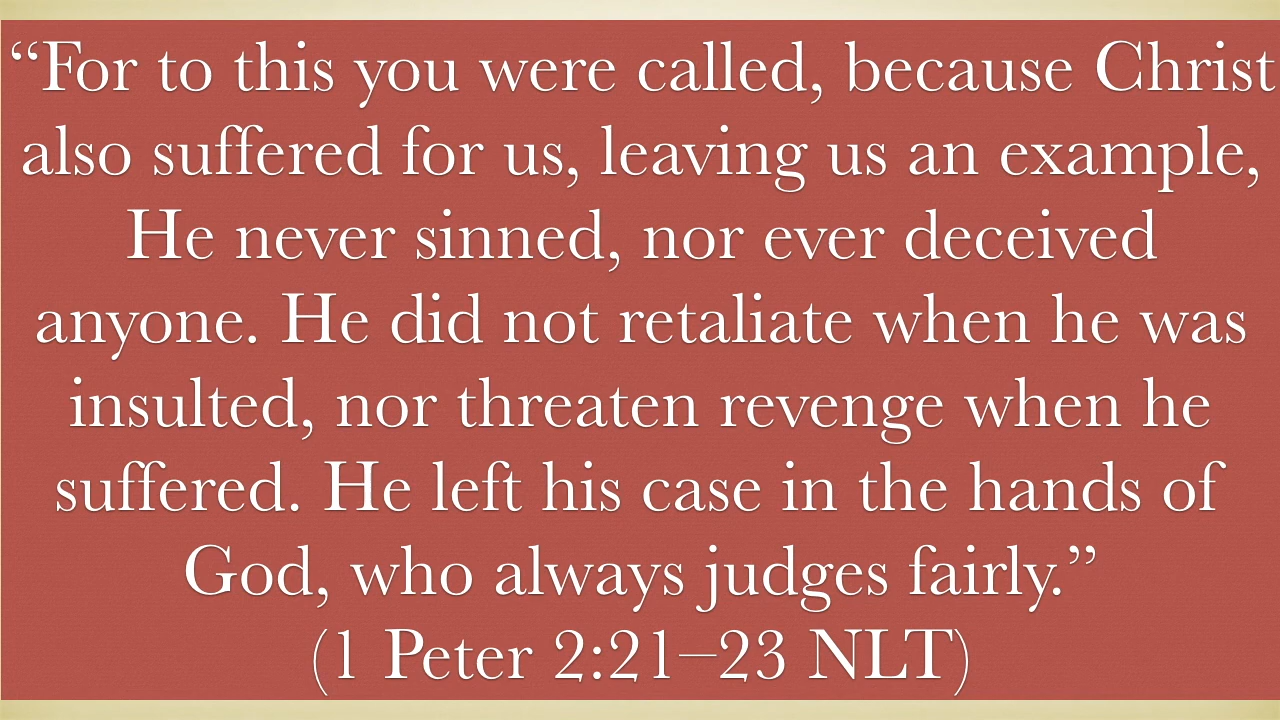 “For to this you were called, because Christ
also suffered for us, leaving us an example,
He never sinned, nor ever deceived
anyone. He did not retaliate when he was
insulted, nor threaten revenge when he
suffered. He left his case in the hands of
God, who always judges fairly.”
(1 Peter 2:21–23 NLT)